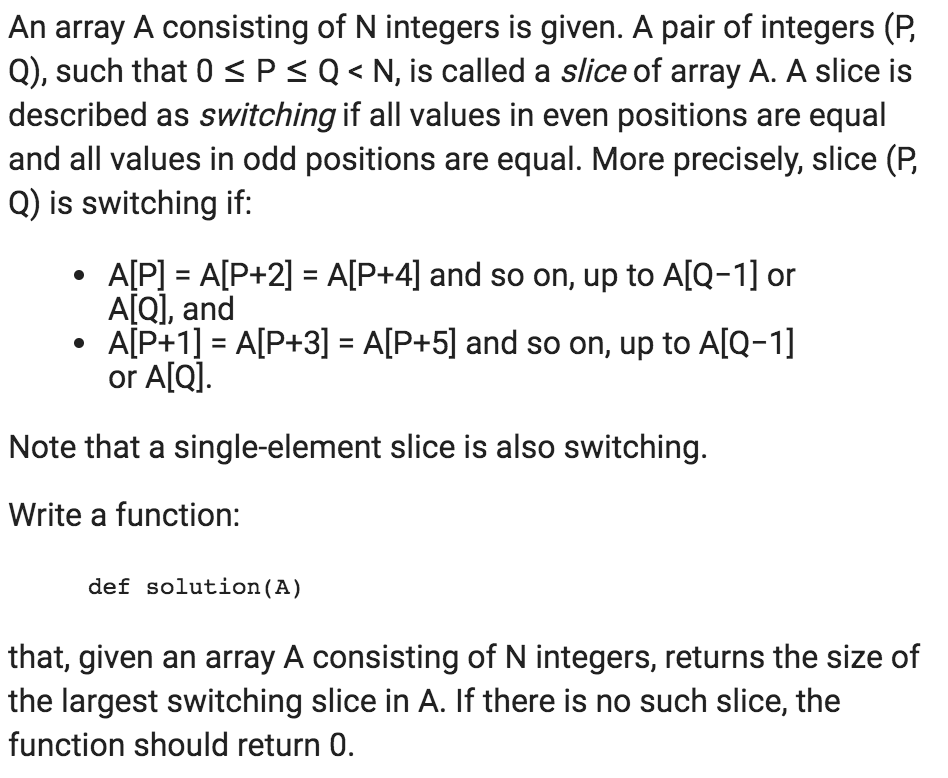 An array A consisting of N integers is given. A pair of integers (P,
Q), such that 0 ≤ P ≤ Q < N, is called a slice of array A. A slice is
described as switching if all values in even positions are equal
and all values in odd positions are equal. More precisely, slice (P,
Q) is switching if:
• A[P] = A[P+2] = A[P+4] and so on, up to A[Q−1] or
A[Q], and
• A[P+1] = A[P+3] = A[P+5] and so on, up to A[Q−1]
or A[Q].
Note that a single-element slice is also switching.
Write a function:
def solution(A)
that, given an array A consisting of N integers, returns the size of
the largest switching slice in A. If there is no such slice, the
function should return 0.